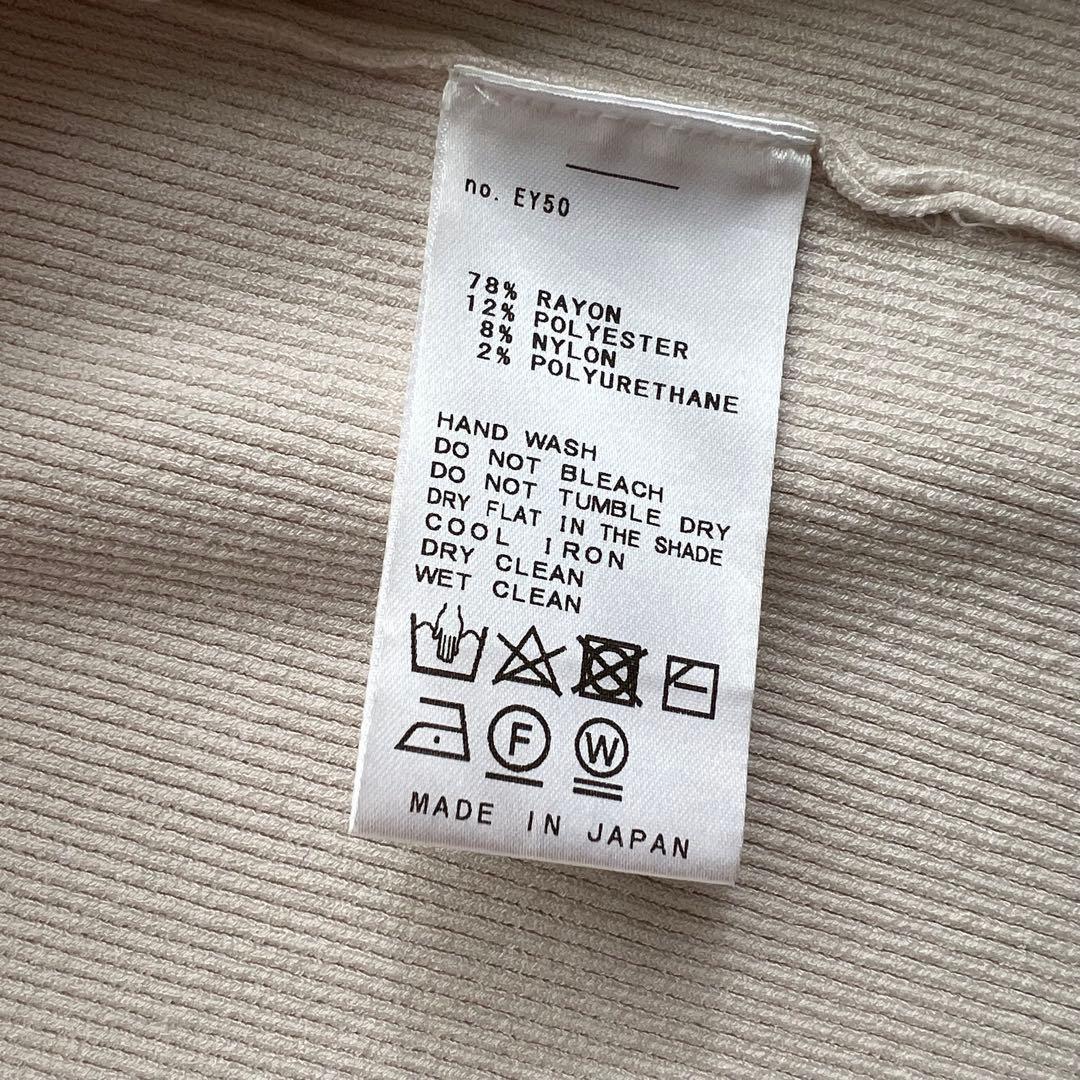 no. EY50
78% RAYON
12% POLYESTER
8% NYLON
2% POLYURETHANE
HAND WASH
DO NOT BLEACH
DO NOT TUMBLE DRY
DRY FLAT IN THE SHADE
COOL IRON
DRY CLEAN
WET CLEAN
F W
MADE IN JAPAN